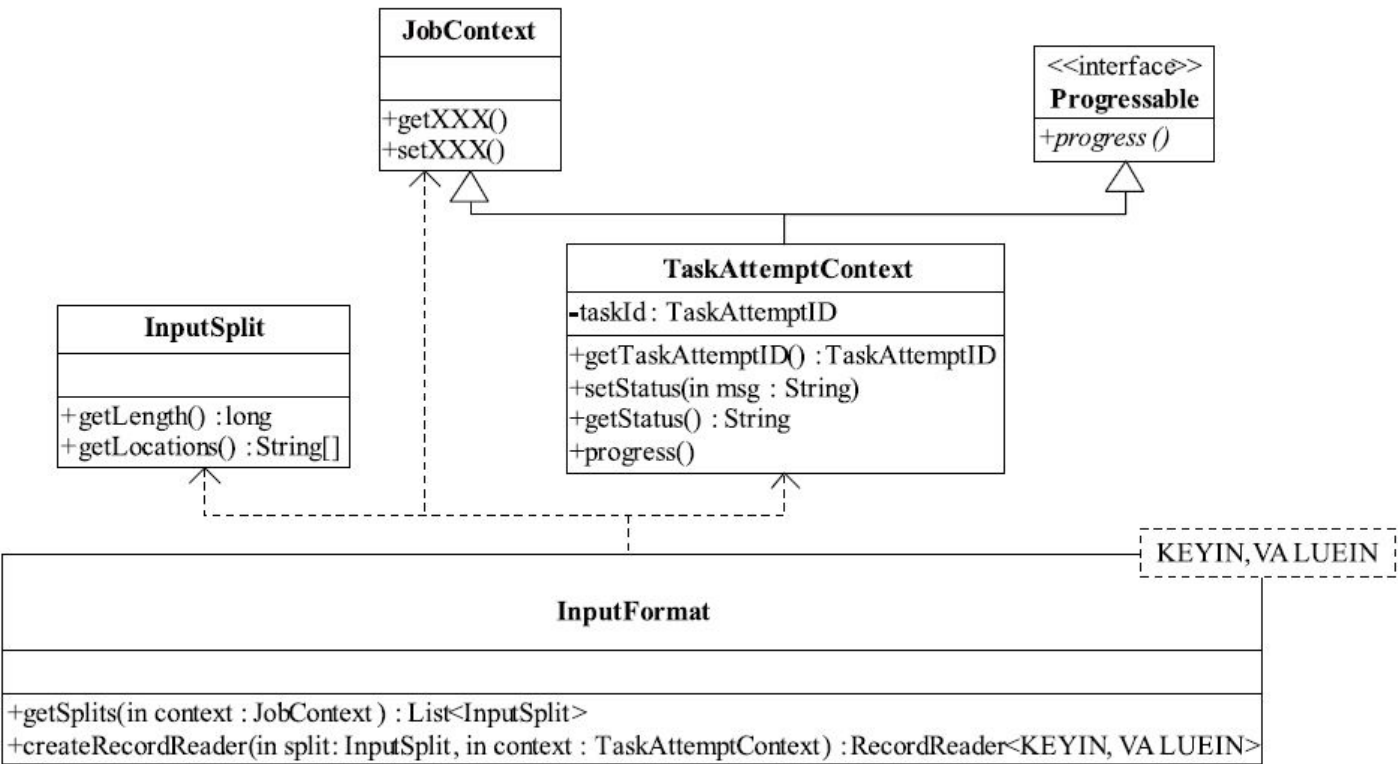 JobContext
+getXXX()
+setXXX()
<<interface>>
Progressable
+progress ()
TaskAttemptContext
-taskId : TaskAttemptID
+getTaskAttemptID() : TaskAttemptID
+setStatus(in msg : String)
+getStatus() : String
+progress()
InputSplit
+getLength() : long
+getLocations() : String[]
KEYIN,VALUEIN
InputFormat
+getSplits(in context : JobContext) : List<InputSplit>
+createRecordReader(in split: InputSplit, in context : TaskAttemptContext) : RecordReader<KEYIN, VALUEIN>